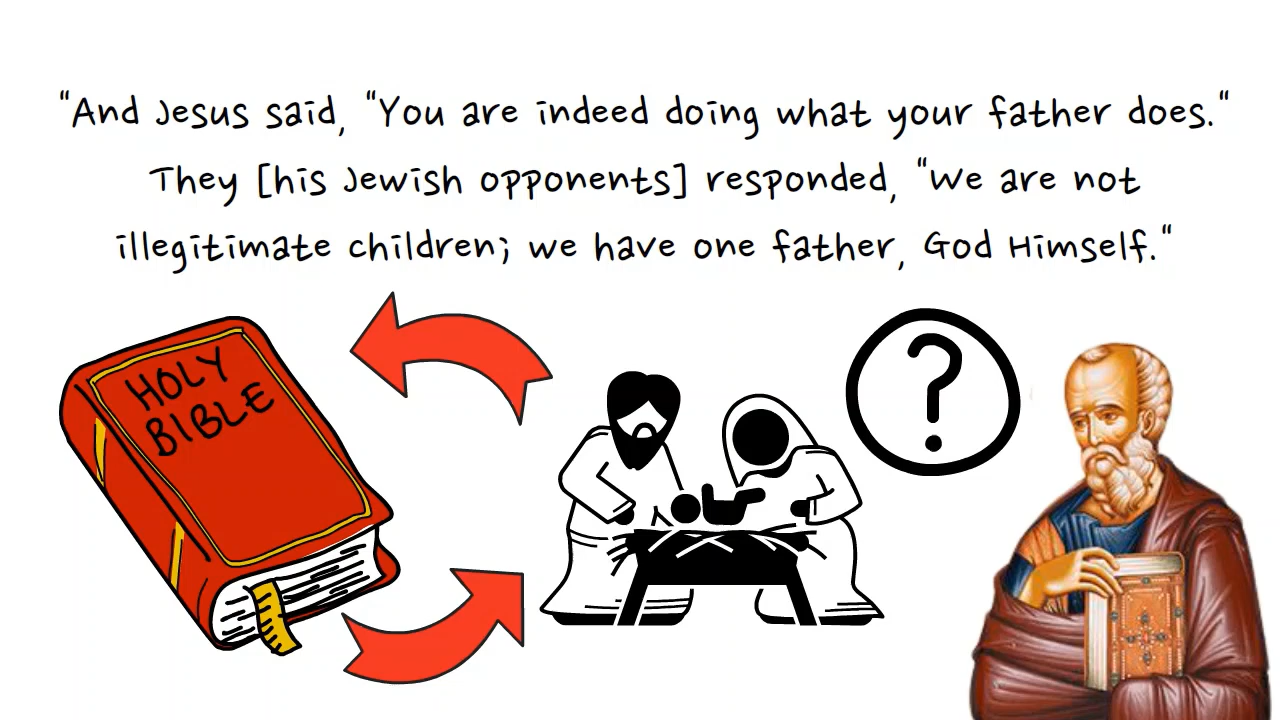 "And Jesus said, "You are indeed doing what your father does."
They [his Jewish opponents] responded, "We are not
illegitimate children; we have one father, God Himself."
HOLY
BIBLE
?